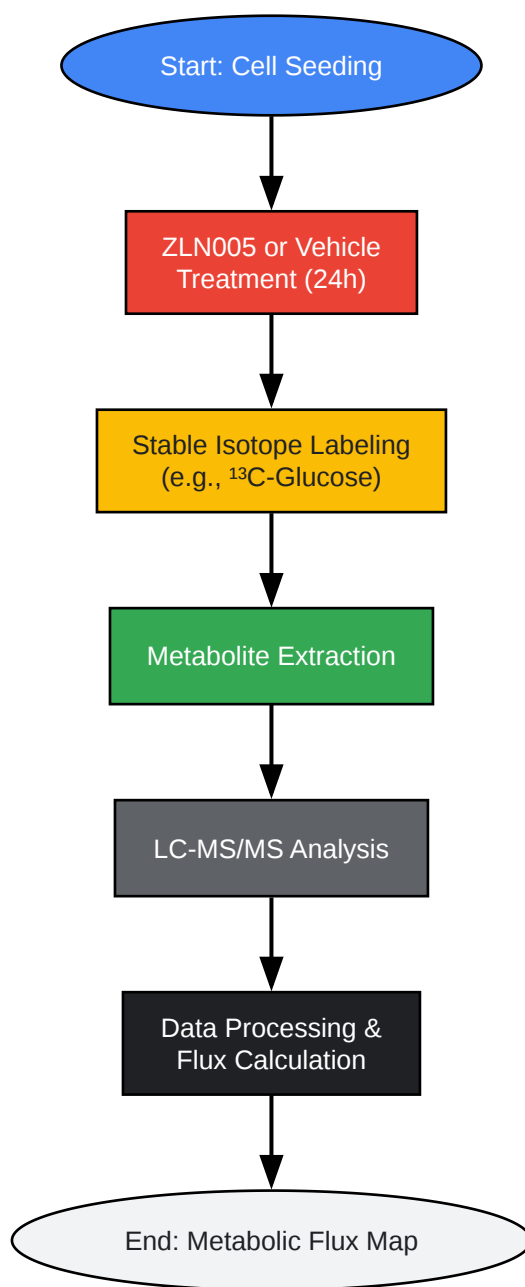 Start: Cell Seeding
ZLN005 or Vehicle
Treatment (24h)
Stable Isotope Labeling
(e.g., ¹³C-Glucose)
Metabolite Extraction
LC-MS/MS Analysis
Data Processing &
Flux Calculation
End: Metabolic Flux Map